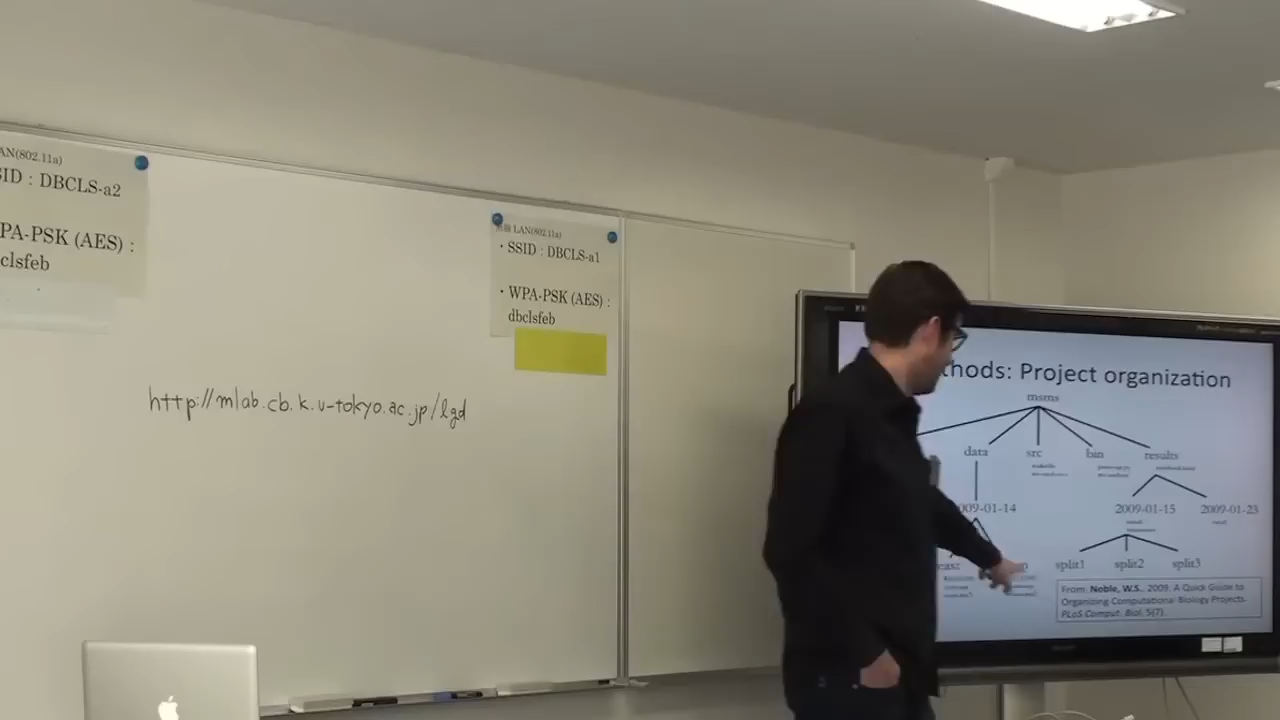 AN(802.11a)
SID : DBCLS-a2
PA-PSK (AES) :
clsfeb
LAN(802.11a)
・SSID : DBCLS-a1
・WPA-PSK (AES) :
dbclsfeb
http://mlab.cb.k.u-tokyo.ac.jp/lgd
thods: Project organization
msms
data src bin results
009-01-14 2009-01-15 2009-01-23
split1 split2 split3
From: Noble, W.S.. 2009. A Quick Guide to
Organizing Computational Biology Projects.
PLoS Comput. Biol. 5(7).